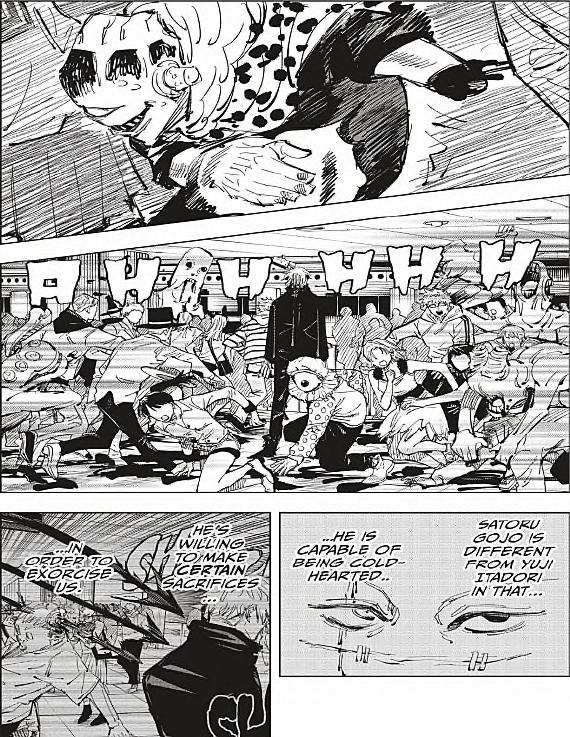 AHHHHH
SATORU
GOJO IS
DIFFERENT
FROM YUJI
ITADORI
IN THAT...
...HE IS
CAPABLE OF
BEING COLD-
HEARTED..
HE'S
WILLING
TO MAKE
CERTAIN
SACRIFICES
...
...IN
ORDER TO
EXORCISE
US!